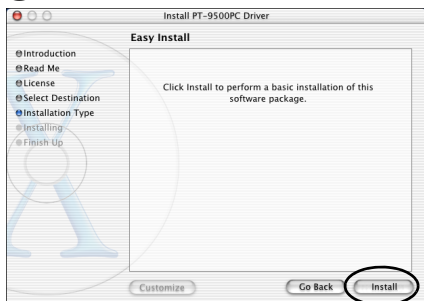 Install PT-9500PC Driver
Easy Install
Introduction
Read Me
License
Select Destination
Installation Type
Installing
Finish Up
Click Install to perform a basic installation of this
software package.
Customize
Go Back
Install